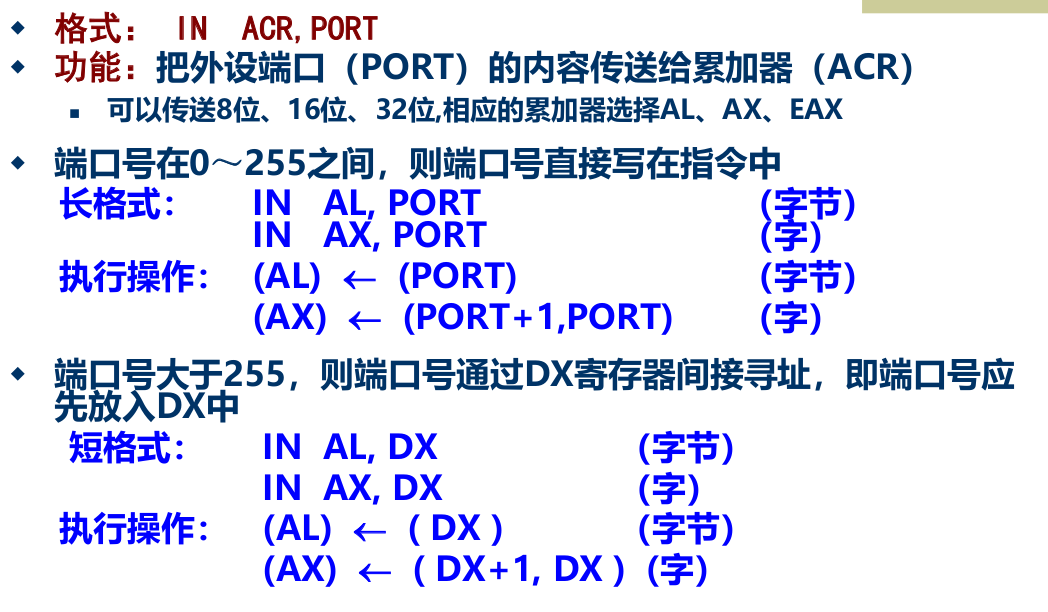 ◆ 格式： IN ACR,PORT
◆ 功能：把外设端口（PORT）的内容传送给累加器（ACR）
■ 可以传送8位、16位、32位,相应的累加器选择AL、AX、EAX
◆ 端口号在0～255之间，则端口号直接写在指令中
长格式： IN AL, PORT （字节）
IN AX, PORT （字）
执行操作： (AL) ← (PORT) （字节）
(AX) ← (PORT+1,PORT) （字）
◆ 端口号大于255，则端口号通过DX寄存器间接寻址，即端口号应
先放入DX中
短格式： IN AL, DX （字节）
IN AX, DX （字）
执行操作： (AL) ← ( DX ) （字节）
(AX) ← ( DX+1, DX ) （字）